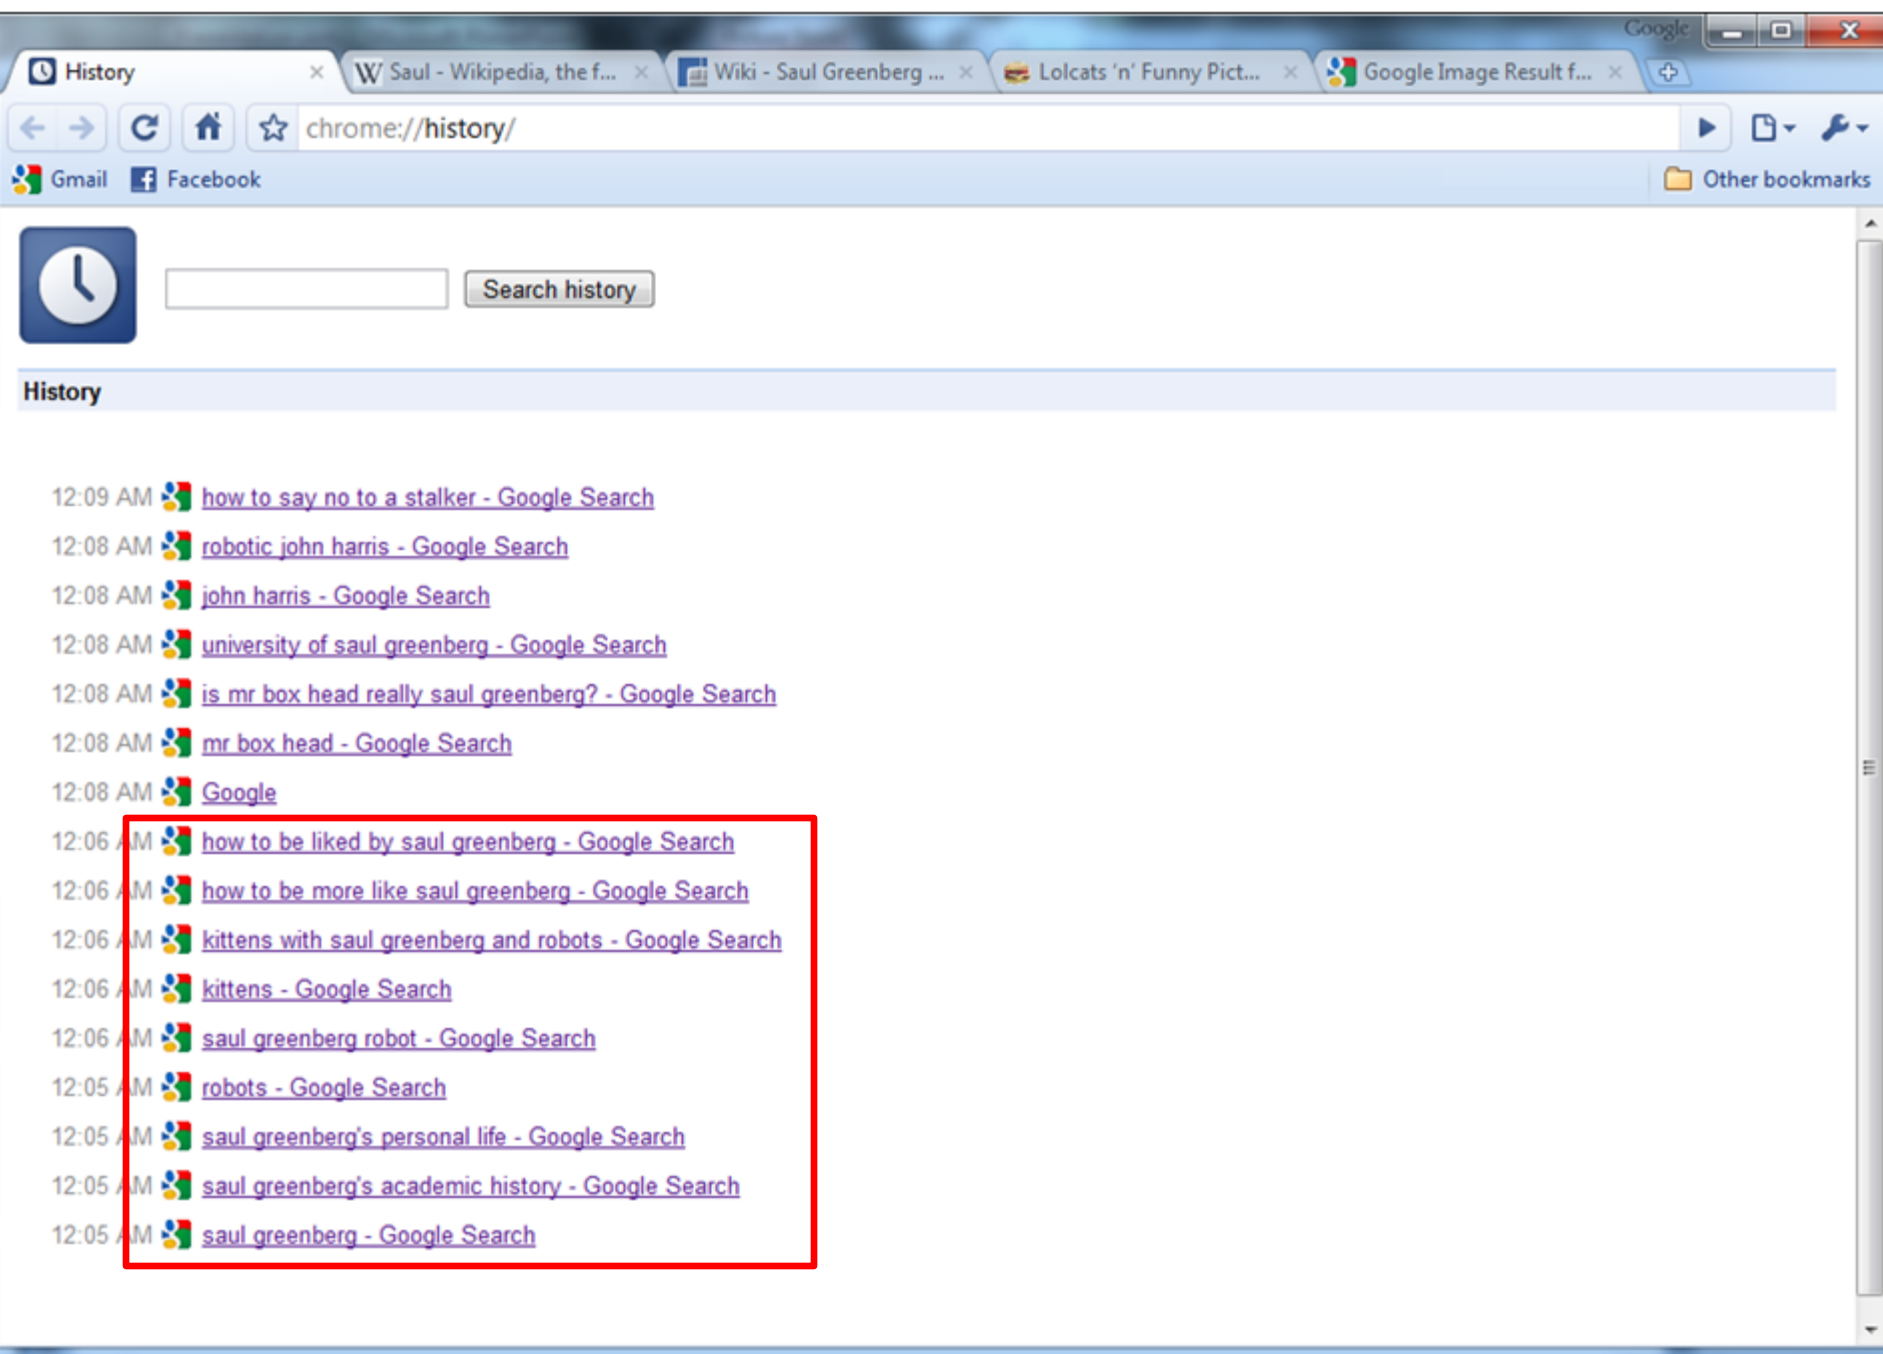 Google
History
Saul - Wikipedia, the f...
Wiki - Saul Greenberg ...
Lolcats 'n' Funny Pict...
Google Image Result f...
chrome://history/
Gmail
Facebook
Other bookmarks
Search history
History
12:09 AM how to say no to a stalker - Google Search
12:08 AM robotic john harris - Google Search
12:08 AM john harris - Google Search
12:08 AM university of saul greenberg - Google Search
12:08 AM is mr box head really saul greenberg? - Google Search
12:08 AM mr box head - Google Search
12:08 AM Google
12:06 AM how to be liked by saul greenberg - Google Search
12:06 AM how to be more like saul greenberg - Google Search
12:06 AM kittens with saul greenberg and robots - Google Search
12:06 AM kittens - Google Search
12:06 AM saul greenberg robot - Google Search
12:05 AM robots - Google Search
12:05 AM saul greenberg's personal life - Google Search
12:05 AM saul greenberg's academic history - Google Search
12:05 AM saul greenberg - Google Search